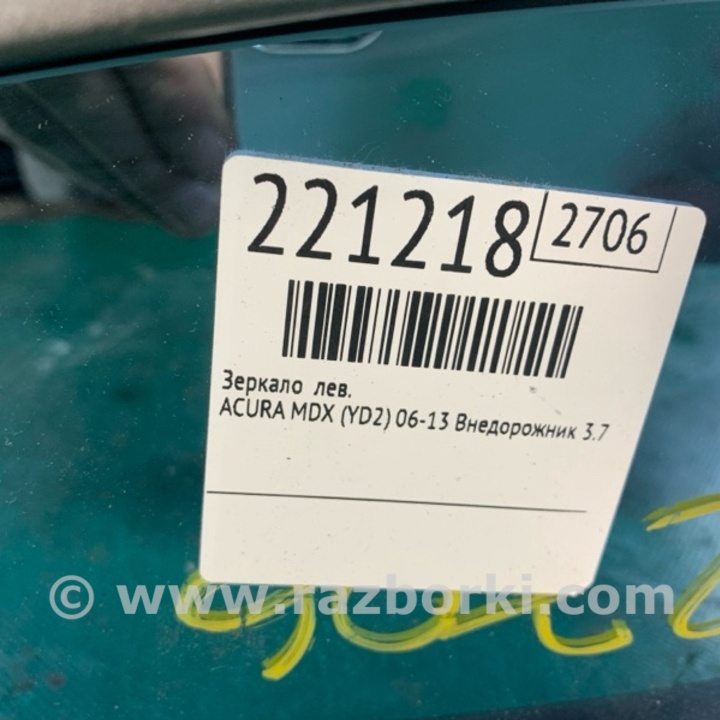 221218 2706
Зеркало лев.
ACURA MDX (YD2) 06-13 Внедорожник 3.7
© www.razborki.com